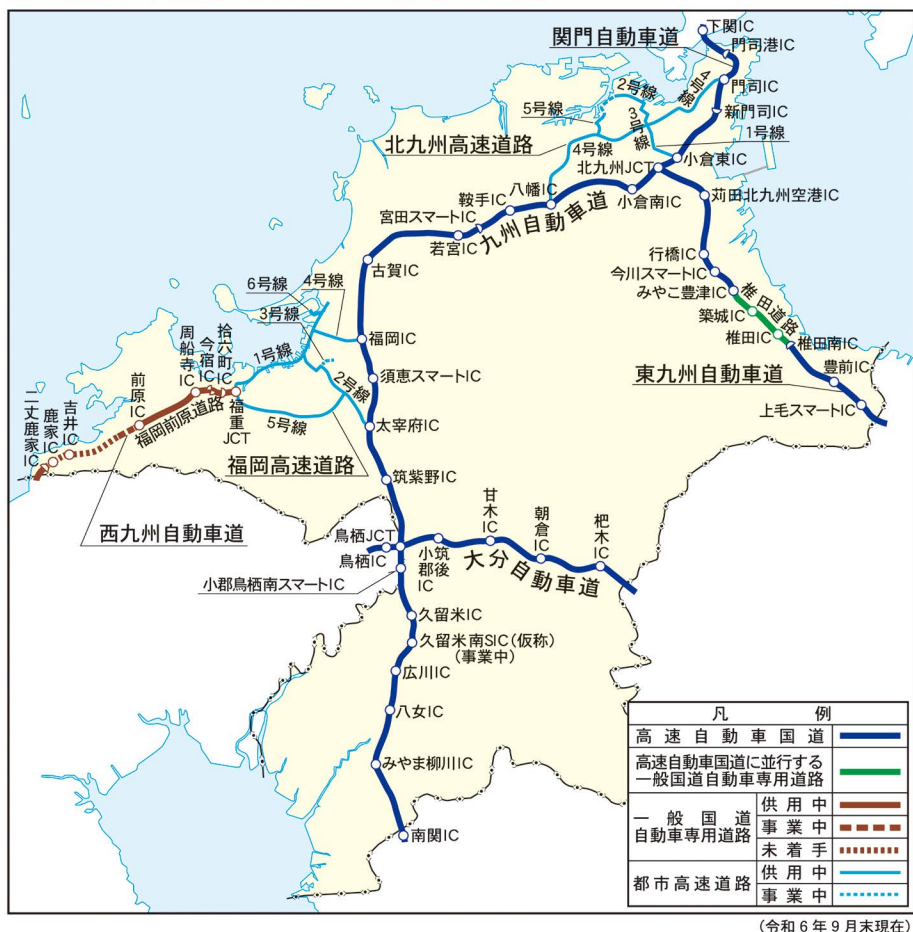 下関IC
関門自動車道
門司港IC
門司IC
新門司IC
2号線
4号線
5号線
3号線
1号線
北九州高速道路
4号線
北九州JCT
小倉東IC
小倉南IC
八幡IC
鞍手IC
宮田スマートIC
若宮IC
九州自動車道
苅田北九州空港IC
行橋IC
今川スマートIC
みやこ豊津IC
椎田道路
築城IC
椎田IC
椎田南IC
豊前IC
東九州自動車道
上毛スマートIC
古賀IC
6号線
4号線
3号線
福岡IC
1号線
須恵スマートIC
2号線
太宰府IC
5号線
福岡高速道路
拾六町IC
今宿IC
周船寺IC
前原IC
福岡前原道路
福重JCT
吉井IC
鹿家IC
二丈鹿家IC
西九州自動車道
筑紫野IC
鳥栖JCT
鳥栖IC
小郡鳥栖南スマートIC
筑後小郡IC
甘木IC
朝倉IC
杷木IC
大分自動車道
久留米IC
久留米南SIC(仮称)
(事業中)
広川IC
八女IC
みやま柳川IC
南関IC
凡例
高速自動車国道
高速自動車国道に並行する
一般国道自動車専用道路
一般国道
自動車専用道路
供用中
事業中
未着手
都市高速道路
供用中
事業中
(令和6年9月末現在)